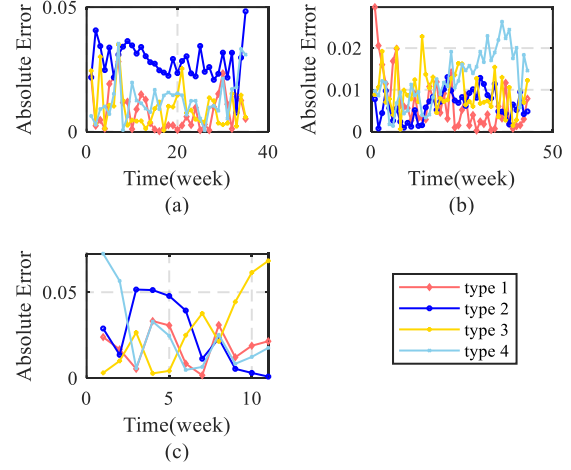 Absolute Error
0.05
0
0
20
40
Time(week)
(a)
Absolute Error
0.02
0.01
0
0
50
Time(week)
(b)
Absolute Error
0.05
0
0
5
10
Time(week)
(c)
type 1
type 2
type 3
type 4